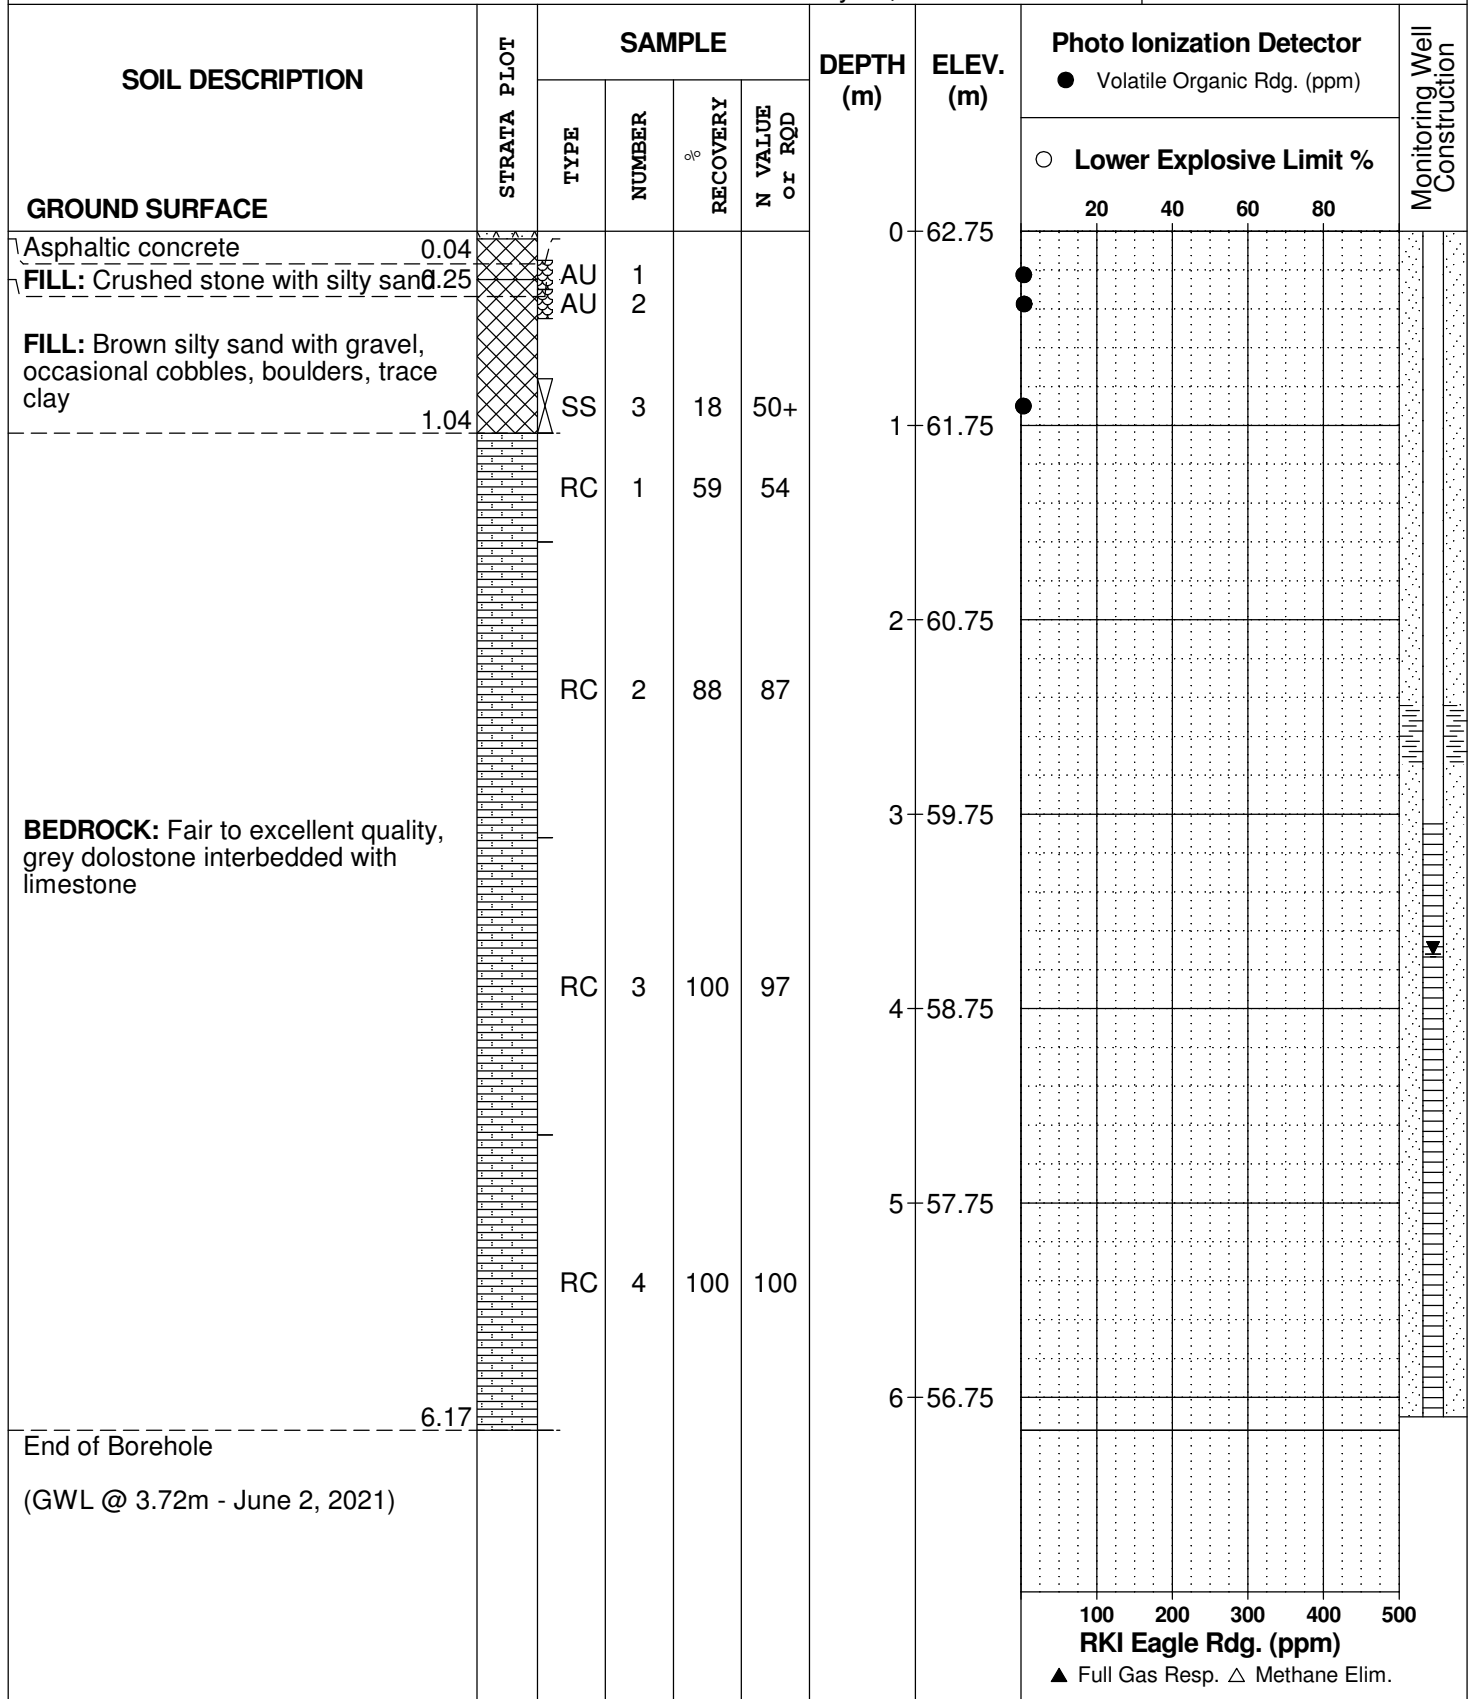 SOIL DESCRIPTION
GROUND SURFACE
STRATA PLOT
SAMPLE
TYPE
NUMBER
% RECOVERY
N VALUE
or RQD
DEPTH
(m)
ELEV.
(m)
Photo Ionization Detector
● Volatile Organic Rdg. (ppm)
○ Lower Explosive Limit %
20 40 60 80
Monitoring Well
Construction
0 62.75
Asphaltic concrete 0.04
FILL: Crushed stone with silty sand 0.25
AU 1
AU 2
FILL: Brown silty sand with gravel,
occasional cobbles, boulders, trace
clay
1.04
SS 3 18 50+
1 61.75
RC 1 59 54
2 60.75
RC 2 88 87
3 59.75
BEDROCK: Fair to excellent quality,
grey dolostone interbedded with
limestone
RC 3 100 97
4 58.75
5 57.75
RC 4 100 100
6 56.75
6.17
End of Borehole
(GWL @ 3.72m - June 2, 2021)
100 200 300 400 500
RKI Eagle Rdg. (ppm)
▲ Full Gas Resp. △ Methane Elim.